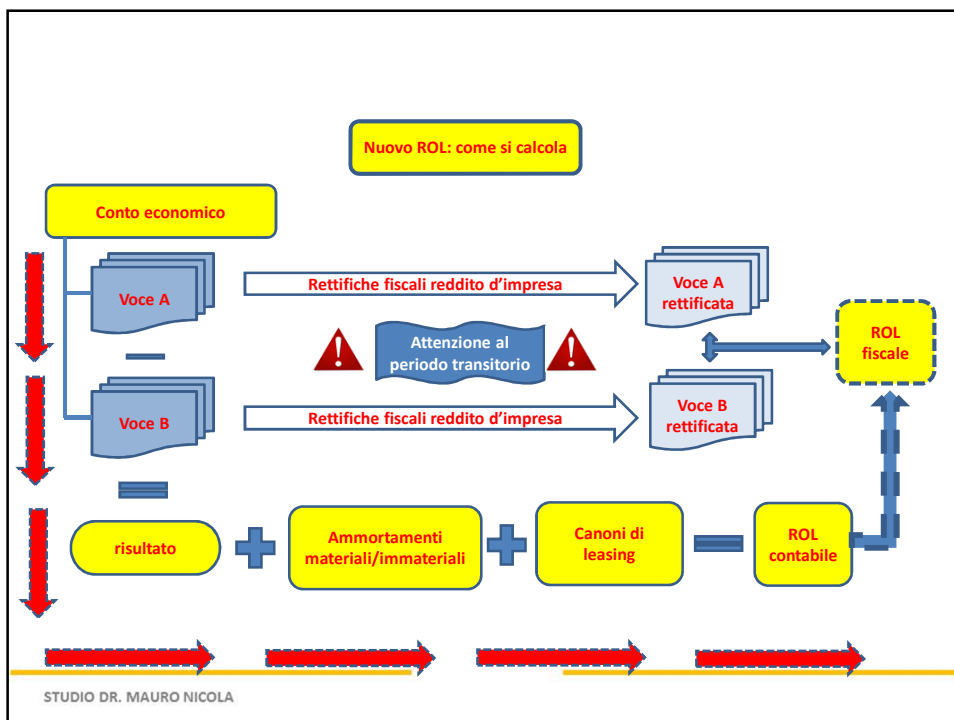 Nuovo ROL: come si calcola
Conto economico
Voce A
Rettifiche fiscali reddito d'impresa
Voce A
rettificata
Attenzione al
periodo transitorio
ROL
fiscale
Voce B
Rettifiche fiscali reddito d'impresa
Voce B
rettificata
risultato
Ammortamenti
materiali/immateriali
Canoni di
leasing
ROL
contabile
STUDIO DR. MAURO NICOLA